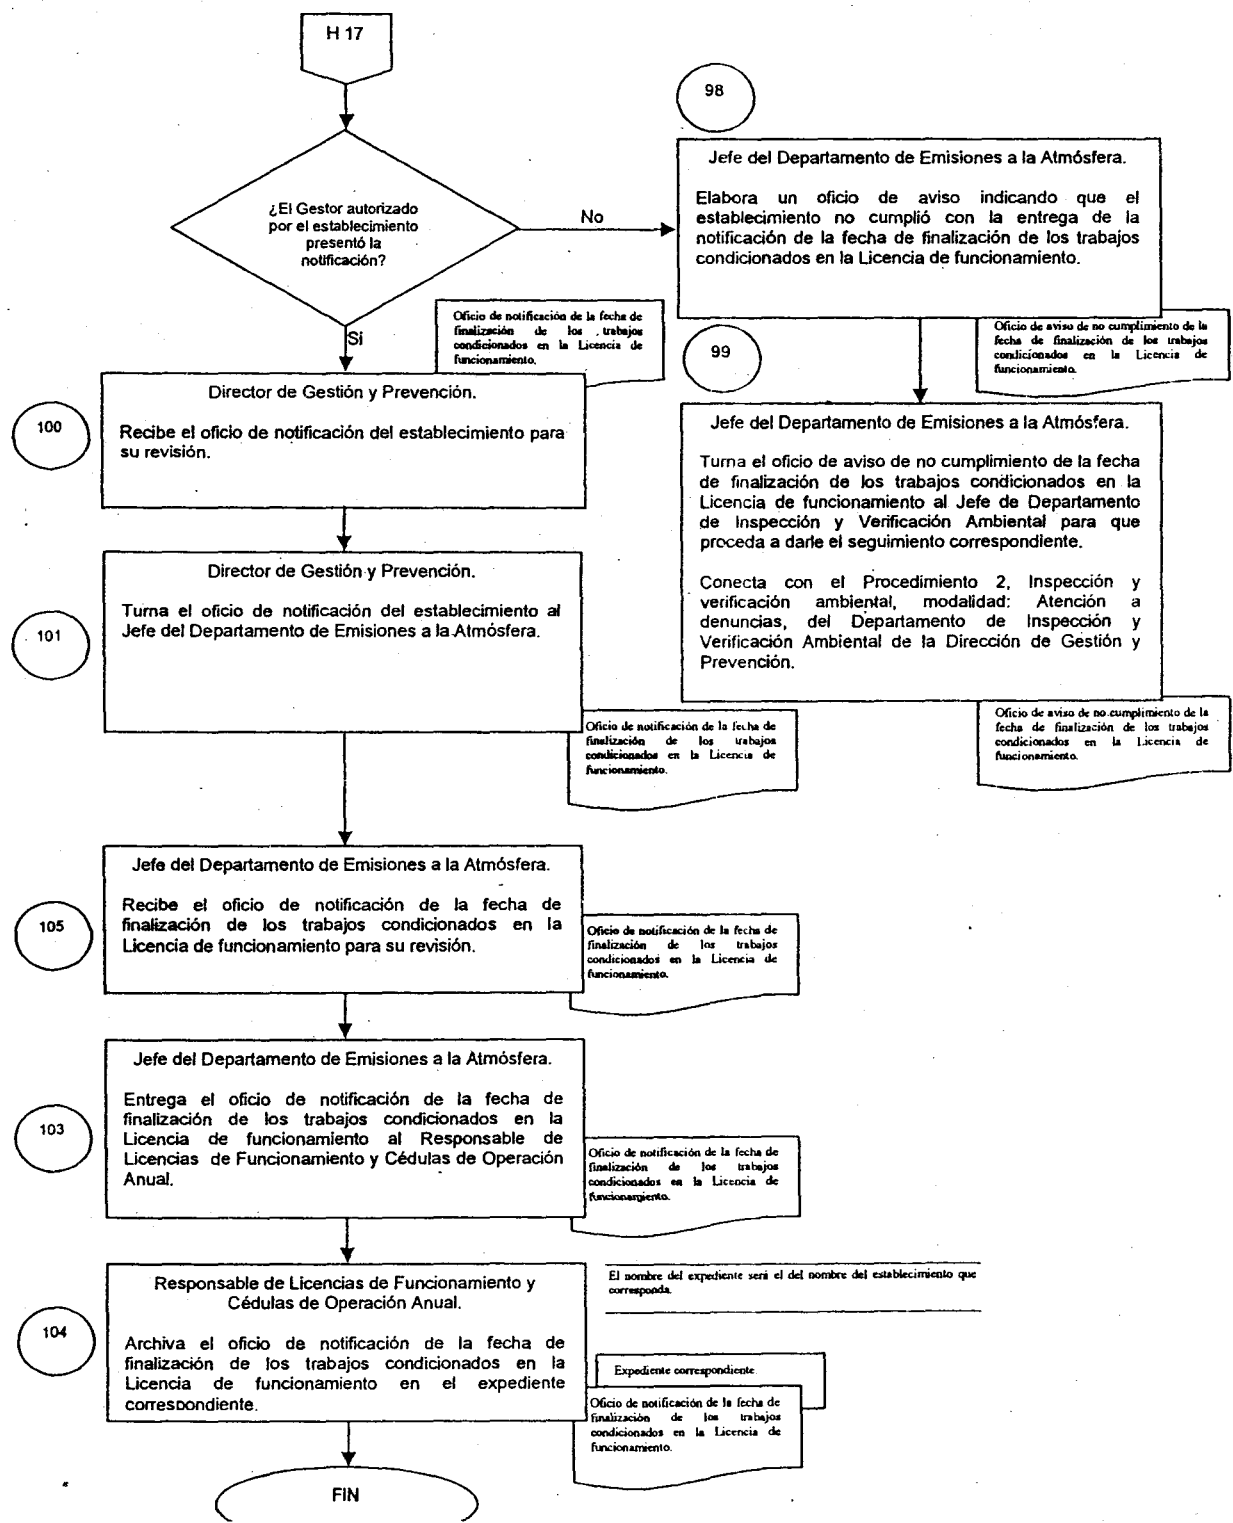 H 17
¿El Gestor autorizado
por el establecimiento
presentó la
notificación?
No
Sí
98
Jefe del Departamento de Emisiones a la Atmósfera.
Elabora un oficio de aviso indicando que el
establecimiento no cumplió con la entrega de la
notificación de la fecha de finalización de los trabajos
condicionados en la Licencia de funcionamiento.
Oficio de aviso de no cumplimiento de la
fecha de finalización de los trabajos
condicionados en la Licencia de
funcionamiento.
99
Jefe del Departamento de Emisiones a la Atmósfera.
Turna el oficio de aviso de no cumplimiento de la fecha
de finalización de los trabajos condicionados en la
Licencia de funcionamiento al Jefe de Departamento
de Inspección y Verificación Ambiental para que
proceda a darle el seguimiento correspondiente.
Conecta con el Procedimiento 2, Inspección y
verificación ambiental, modalidad: Atención a
denuncias, del Departamento de Inspección y
Verificación Ambiental de la Dirección de Gestión y
Prevención.
Oficio de aviso de no cumplimiento de la
fecha de finalización de los trabajos
condicionados en la Licencia de
funcionamiento.
Oficio de notificación de la fecha de
finalización de los trabajos
condicionados en la Licencia de
funcionamiento.
100
Director de Gestión y Prevención.
Recibe el oficio de notificación del establecimiento para
su revisión.
101
Director de Gestión y Prevención.
Turna el oficio de notificación del establecimiento al
Jefe del Departamento de Emisiones a la Atmósfera.
Oficio de notificación de la fecha de
finalización de los trabajos
condicionados en la Licencia de
funcionamiento.
105
Jefe del Departamento de Emisiones a la Atmósfera.
Recibe el oficio de notificación de la fecha de
finalización de los trabajos condicionados en la
Licencia de funcionamiento para su revisión.
Oficio de notificación de la fecha de
finalización de los trabajos
condicionados en la Licencia de
funcionamiento.
103
Jefe del Departamento de Emisiones a la Atmósfera.
Entrega el oficio de notificación de la fecha de
finalización de los trabajos condicionados en la
Licencia de funcionamiento al Responsable de
Licencias de Funcionamiento y Cédulas de Operación
Anual.
Oficio de notificación de la fecha de
finalización de los trabajos
condicionados en la Licencia de
funcionamiento.
104
Responsable de Licencias de Funcionamiento y
Cédulas de Operación Anual.
Archiva el oficio de notificación de la fecha de
finalización de los trabajos condicionados en la
Licencia de funcionamiento en el expediente
correspondiente.
El nombre del expediente será el del nombre del establecimiento que
corresponda.
Expediente correspondiente.
Oficio de notificación de la fecha de
finalización de los trabajos
condicionados en la Licencia de
funcionamiento.
FIN